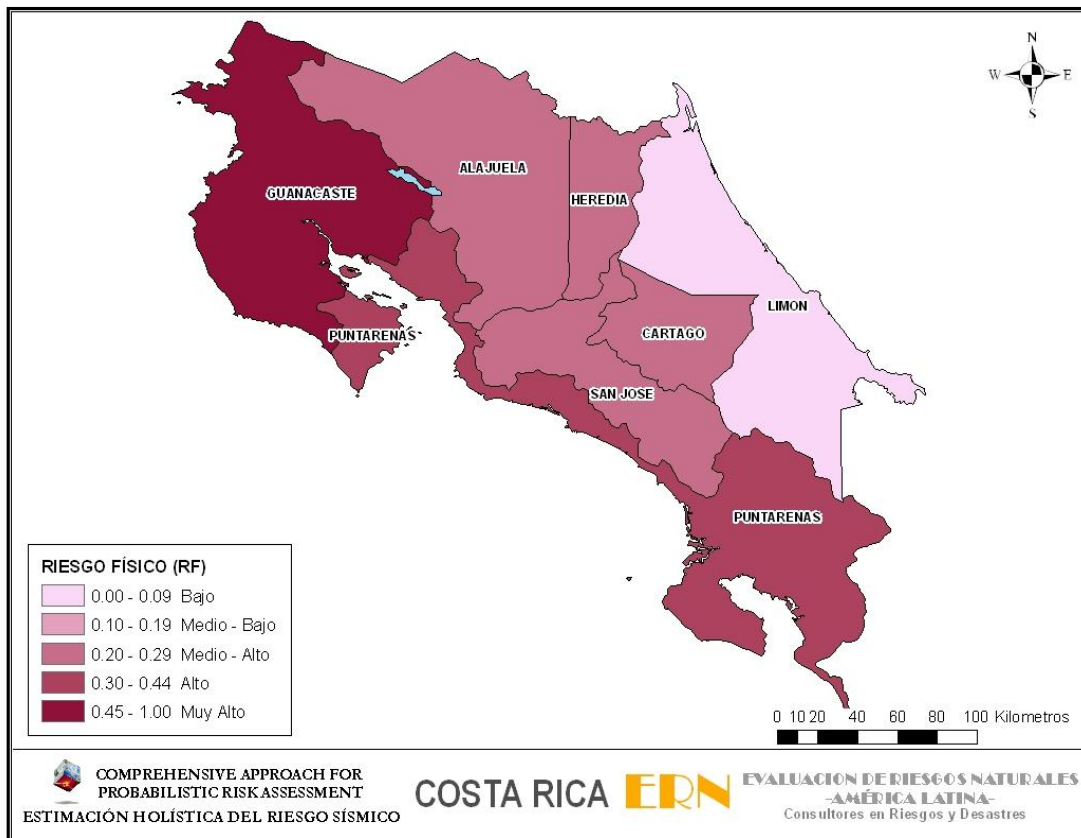 N
W E
S
ALAJUELA
GUANACASTE
HEREDIA
LIMON
PUNTARENAS
CARTAGO
SAN JOSE
PUNTARENAS
RIESGO FÍSICO (RF)
0.00 - 0.09 Bajo
0.10 - 0.19 Medio - Bajo
0.20 - 0.29 Medio - Alto
0.30 - 0.44 Alto
0.45 - 1.00 Muy Alto
0 10 20 40 60 80 100 Kilometros
COMPREHENSIVE APPROACH FOR
PROBABILISTIC RISK ASSESSMENT
ESTIMACIÓN HOLÍSTICA DEL RIESGO SÍSMICO
COSTA RICA
ERN
EVALUACION DE RIESGOS NATURALES
-AMÉRICA LATINA-
Consultores en Riesgos y Desastres